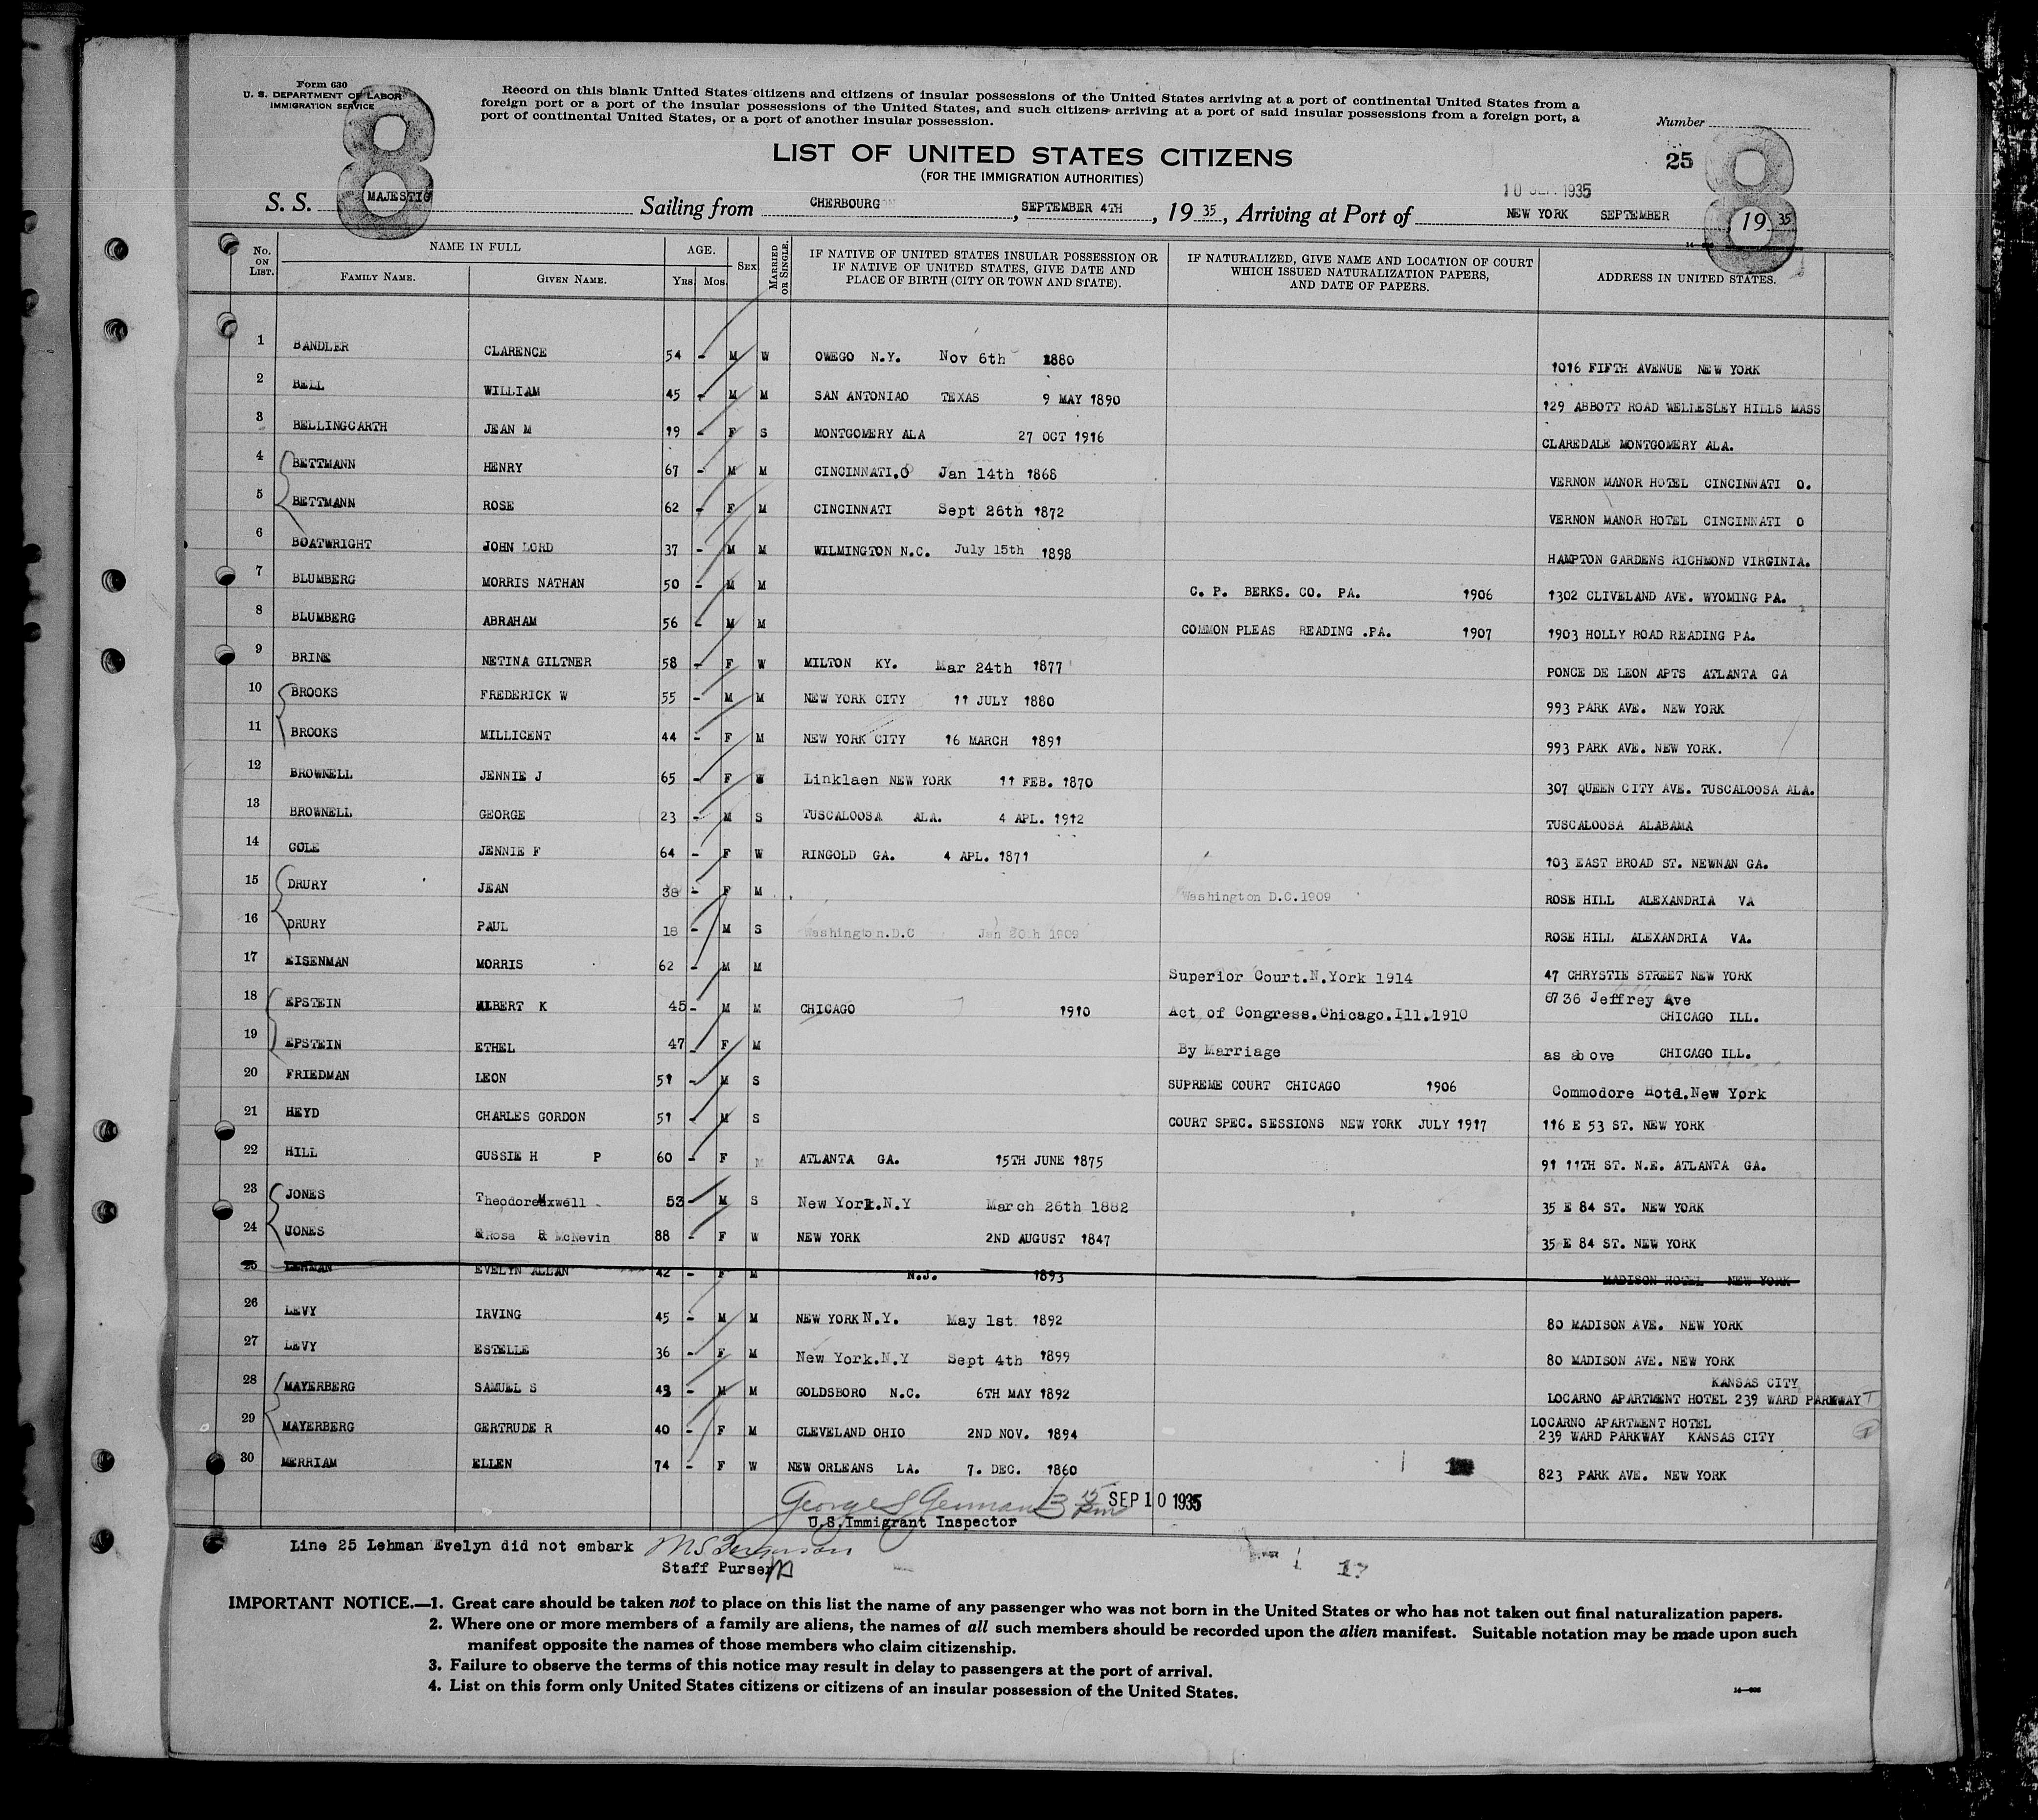 Form 630
U. S. DEPARTMENT OF LABOR
IMMIGRATION SERVICE
8
Record on this blank United States citizens and citizens of insular possessions of the United States arriving at a port of continental United States from a
foreign port or a port of the insular possessions of the United States, and such citizens arriving at a port of said insular possessions from a foreign port, a
port of continental United States, or a port of another insular possession.
Number
LIST OF UNITED STATES CITIZENS
(FOR THE IMMIGRATION AUTHORITIES)
25
8
10 SEP 1935
S. S. MAJESTIC Sailing from CHERBOURG, SEPTEMBER 4TH, 19 35, Arriving at Port of NEW YORK SEPTEMBER 19 35
No. ON LIST. NAME IN FULL FAMILY NAME. GIVEN NAME. AGE. YRS. MOS. SEX MARRIED OR SINGLE. IF NATIVE OF UNITED STATES INSULAR POSSESSION OR IF NATIVE OF UNITED STATES, GIVE DATE AND PLACE OF BIRTH (CITY OR TOWN AND STATE). IF NATURALIZED, GIVE NAME AND LOCATION OF COURT WHICH ISSUED NATURALIZATION PAPERS, AND DATE OF PAPERS. ADDRESS IN UNITED STATES.
1 BANDLER CLARENCE 54 - M W OWEGO N.Y. Nov 6th 1880 1016 FIFTH AVENUE NEW YORK
2 BELL WILLIAM 45 - M M SAN ANTONIAO TEXAS 9 MAY 1890 129 ABBOTT ROAD WELLESLEY HILLS MASS
3 BELLINGCARTH JEAN M 19 - F S MONTGOMERY ALA 27 OCT 1916 CLAREDALE MONTGOMERY ALA.
4 BETTMANN HENRY 67 - M M CINCINNATI.O Jan 14th 1868 VERNON MANOR HOTEL CINCINNATI O.
5 BETTMANN ROSE 62 - F M CINCINNATI Sept 26th 1872 VERNON MANOR HOTEL CINCINNATI O
6 BOATWRIGHT JOHN LORD 37 - M M WILMINGTON N.C. July 15th 1898 HAMPTON GARDENS RICHMOND VIRGINIA.
7 BLUMBERG MORRIS NATHAN 50 - M M C. P. BERKS. CO. PA. 1906 1302 CLIVELAND AVE. WYOMING PA.
8 BLUMBERG ABRAHAM 56 - M M COMMON PLEAS READING .PA. 1907 1903 HOLLY ROAD READING PA.
9 BRINE NETINA GILTNER 58 - F W MILTON KY. Mar 24th 1877 PONCE DE LEON APTS ATLANTA GA
10 BROOKS FREDERICK W 55 - M M NEW YORK CITY 11 JULY 1880 993 PARK AVE. NEW YORK
11 BROOKS MILLICENT 44 - F M NEW YORK CITY 16 MARCH 1891 993 PARK AVE. NEW YORK.
12 BROWNELL JENNIE J 65 - F W Linklaen NEW YORK 11 FEB. 1870 307 QUEEN CITY AVE. TUSCALOOSA ALA.
13 BROWNELL GEORGE 23 - M S TUSCALOOSA ALA. 4 APL. 1912 TUSCALOOSA ALABAMA
14 COLE JENNIE F 64 - F W RINGOLD GA. 4 APL. 1871 103 EAST BROAD ST. NEWNAN GA.
15 DRURY JEAN 38 - F M Washington D.C.1909 ROSE HILL ALEXANDRIA VA
16 DRURY PAUL 18 - M S Washington.D.C Jan 20th 1909 ROSE HILL ALEXANDRIA VA.
17 EISENMAN MORRIS 62 - M M Superior Court.N.York 1914 47 CHRYSTIE STREET NEW YORK
18 EPSTEIN ALBERT K 45 - M M CHICAGO 1910 Act of Congress.Chicago.Ill.1910 6736 Jeffrey Ave
CHICAGO ILL.
19 EPSTEIN ETHEL 47 - F M By Marriage as above CHICAGO ILL.
20 FRIEDMAN LEON 51 - M S SUPREME COURT CHICAGO 1906 Commodore Hotd.New York
21 HEYD CHARLES GORDON 51 - M S COURT SPEC. SESSIONS NEW YORK JULY 1917 116 E 53 ST. NEW YORK
22 HILL GUSSIE H P 60 - F M ATLANTA GA. 15TH JUNE 1875 91 11TH ST. N.E. ATLANTA GA.
23 JONES Theodore Maxwell 53 - M S New York.N.Y March 26th 1882 35 E 84 ST. NEW YORK
24 JONES Rosa R McNevin 88 - F W NEW YORK 2ND AUGUST 1847 35 E 84 ST. NEW YORK
25 LEHMAN EVELYN ALLAN 42 - F M N.J. 1893 MADISON HOTEL NEW YORK
26 LEVY IRVING 45 - M M NEW YORK N.Y. May 1st 1892 80 MADISON AVE. NEW YORK
27 LEVY ESTELLE 36 - F M New York.N.Y Sept 4th 1899 80 MADISON AVE. NEW YORK
28 MAYERBERG SAMUEL S 43 - M M GOLDSBORO N.C. 6TH MAY 1892 KANSAS CITY
LOCARNO APARTMENT HOTEL 239 WARD PARKWAY
29 MAYERBERG GERTRUDE R 40 - F M CLEVELAND OHIO 2ND NOV. 1894 LOCARNO APARTMENT HOTEL
239 WARD PARKWAY KANSAS CITY
30 MERRIAM ELLEN 74 - F W NEW ORLEANS LA. 7. DEC. 1860 823 PARK AVE. NEW YORK
SEP 10 1935
U.S.Immigrant Inspector
Line 25 Lehman Evelyn did not embark
Staff Purser
17
IMPORTANT NOTICE.—1. Great care should be taken not to place on this list the name of any passenger who was not born in the United States or who has not taken out final naturalization papers.
2. Where one or more members of a family are aliens, the names of all such members should be recorded upon the alien manifest. Suitable notation may be made upon such
manifest opposite the names of those members who claim citizenship.
3. Failure to observe the terms of this notice may result in delay to passengers at the port of arrival.
4. List on this form only United States citizens or citizens of an insular possession of the United States.